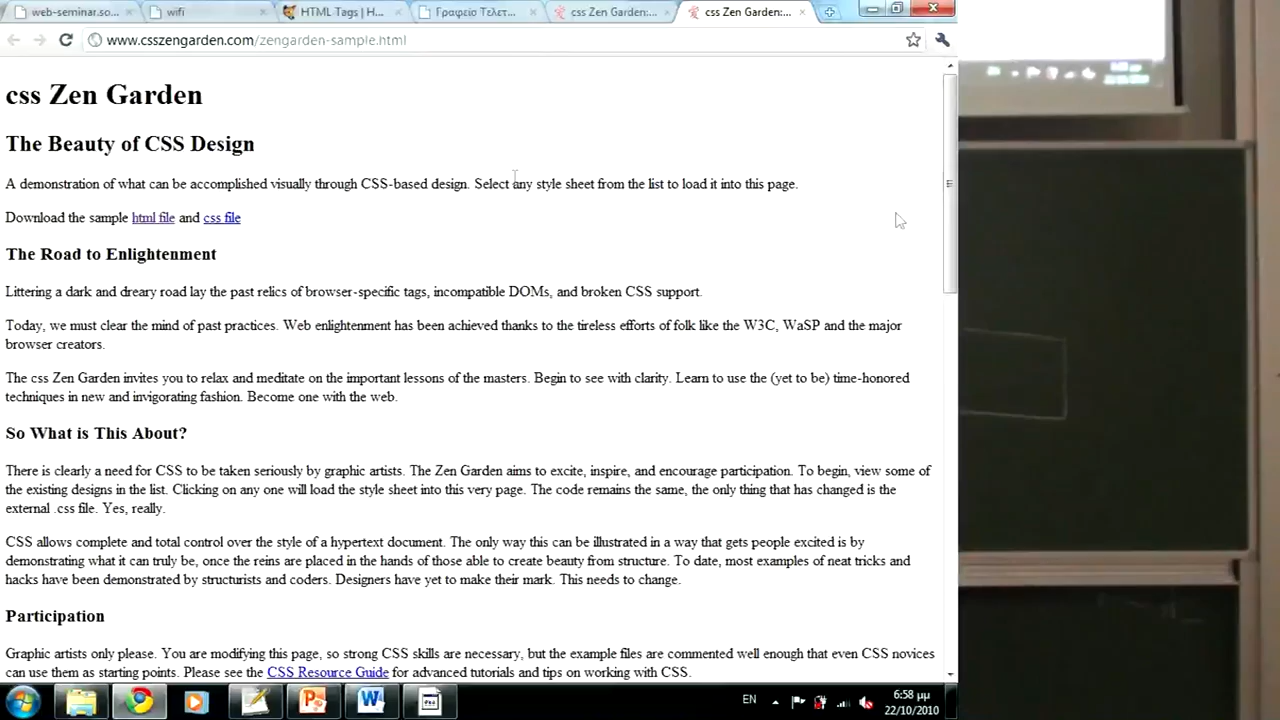 web-seminar.so...
wifi
HTML Tags | H...
Γραφείο Τελετ...
css Zen Garden:...
css Zen Garden:...
www.csszengarden.com/zengarden-sample.html
css Zen Garden
The Beauty of CSS Design
A demonstration of what can be accomplished visually through CSS-based design. Select any style sheet from the list to load it into this page.
Download the sample html file and css file
The Road to Enlightenment
Littering a dark and dreary road lay the past relics of browser-specific tags, incompatible DOMs, and broken CSS support.
Today, we must clear the mind of past practices. Web enlightenment has been achieved thanks to the tireless efforts of folk like the W3C, WaSP and the major
browser creators.
The css Zen Garden invites you to relax and meditate on the important lessons of the masters. Begin to see with clarity. Learn to use the (yet to be) time-honored
techniques in new and invigorating fashion. Become one with the web.
So What is This About?
There is clearly a need for CSS to be taken seriously by graphic artists. The Zen Garden aims to excite, inspire, and encourage participation. To begin, view some of
the existing designs in the list. Clicking on any one will load the style sheet into this very page. The code remains the same, the only thing that has changed is the
external .css file. Yes, really.
CSS allows complete and total control over the style of a hypertext document. The only way this can be illustrated in a way that gets people excited is by
demonstrating what it can truly be, once the reins are placed in the hands of those able to create beauty from structure. To date, most examples of neat tricks and
hacks have been demonstrated by structurists and coders. Designers have yet to make their mark. This needs to change.
Participation
Graphic artists only please. You are modifying this page, so strong CSS skills are necessary, but the example files are commented well enough that even CSS novices
can use them as starting points. Please see the CSS Resource Guide for advanced tutorials and tips on working with CSS.
EN
6:58 μμ
22/10/2010